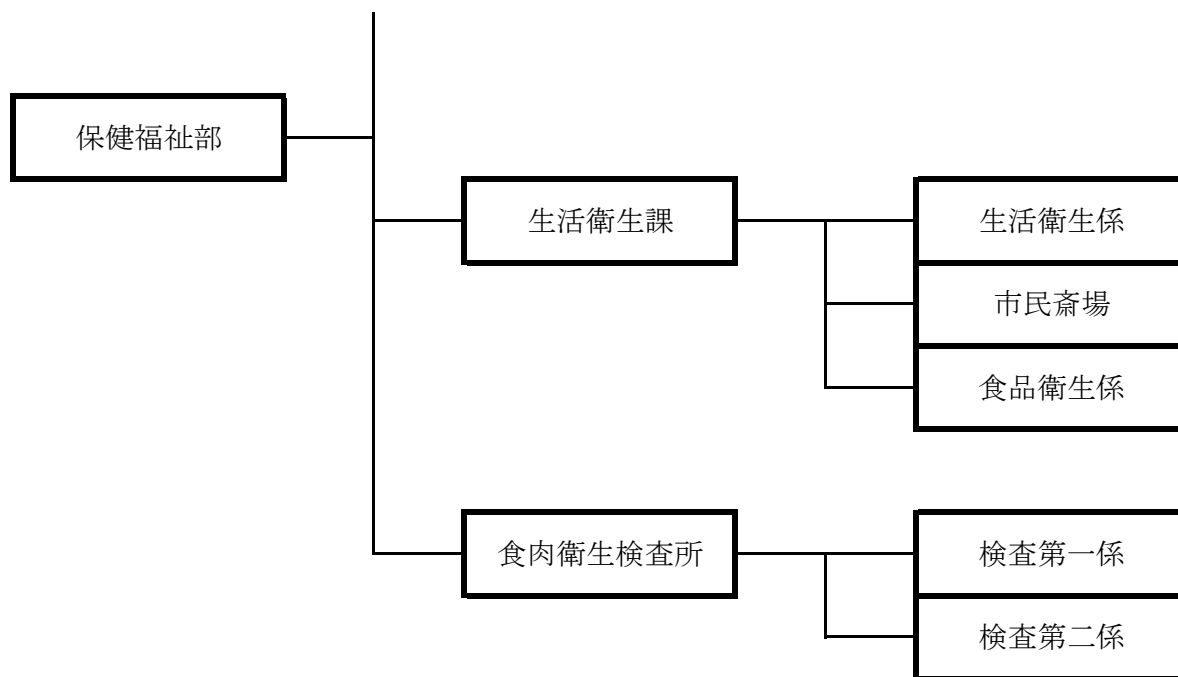 保健福祉部
生活衛生課
生活衛生係
市民斎場
食品衛生係
食肉衛生検査所
検査第一係
検査第二係